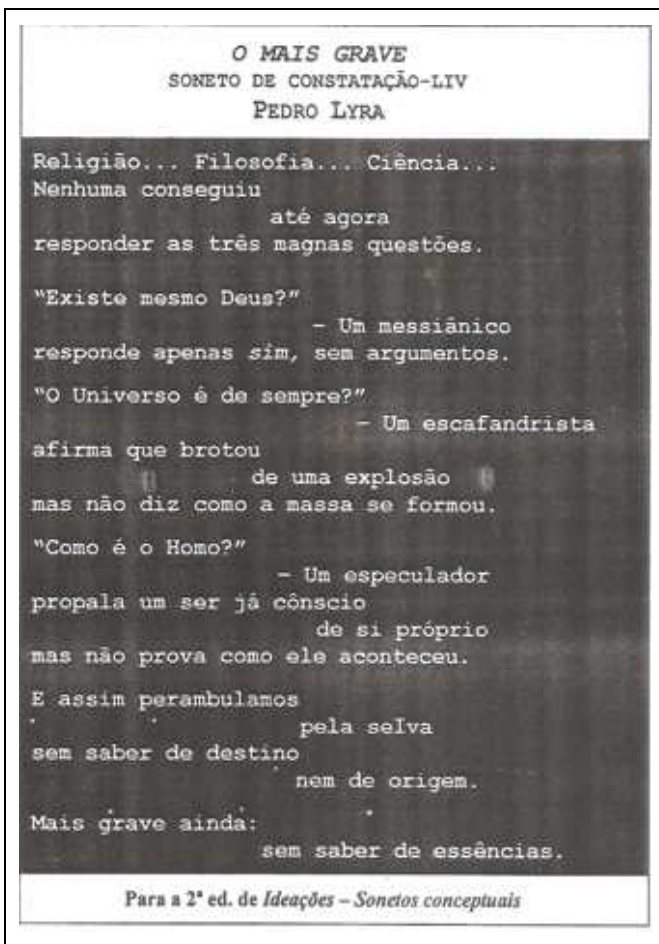 O MAIS GRAVE
SONETO DE CONSTATAÇÃO-LIV
PEDRO LYRA
Religião... Filosofia... Ciência...
Nenhuma conseguiu
até agora
responder as três magnas questões.
"Existe mesmo Deus?"
– Um messiânico
responde apenas sim, sem argumentos.
"O Universo é de sempre?"
– Um escafandrista
afirma que brotou
de uma explosão
mas não diz como a massa se formou.
"Como é o Homo?"
– Um especulador
propala um ser já cônscio
de si próprio
mas não prova como ele aconteceu.
E assim perambulamos
pela selva
sem saber de destino
nem de origem.
Mais grave ainda:
sem saber de essências.
Para a 2ª ed. de Ideações – Sonetos conceptuais